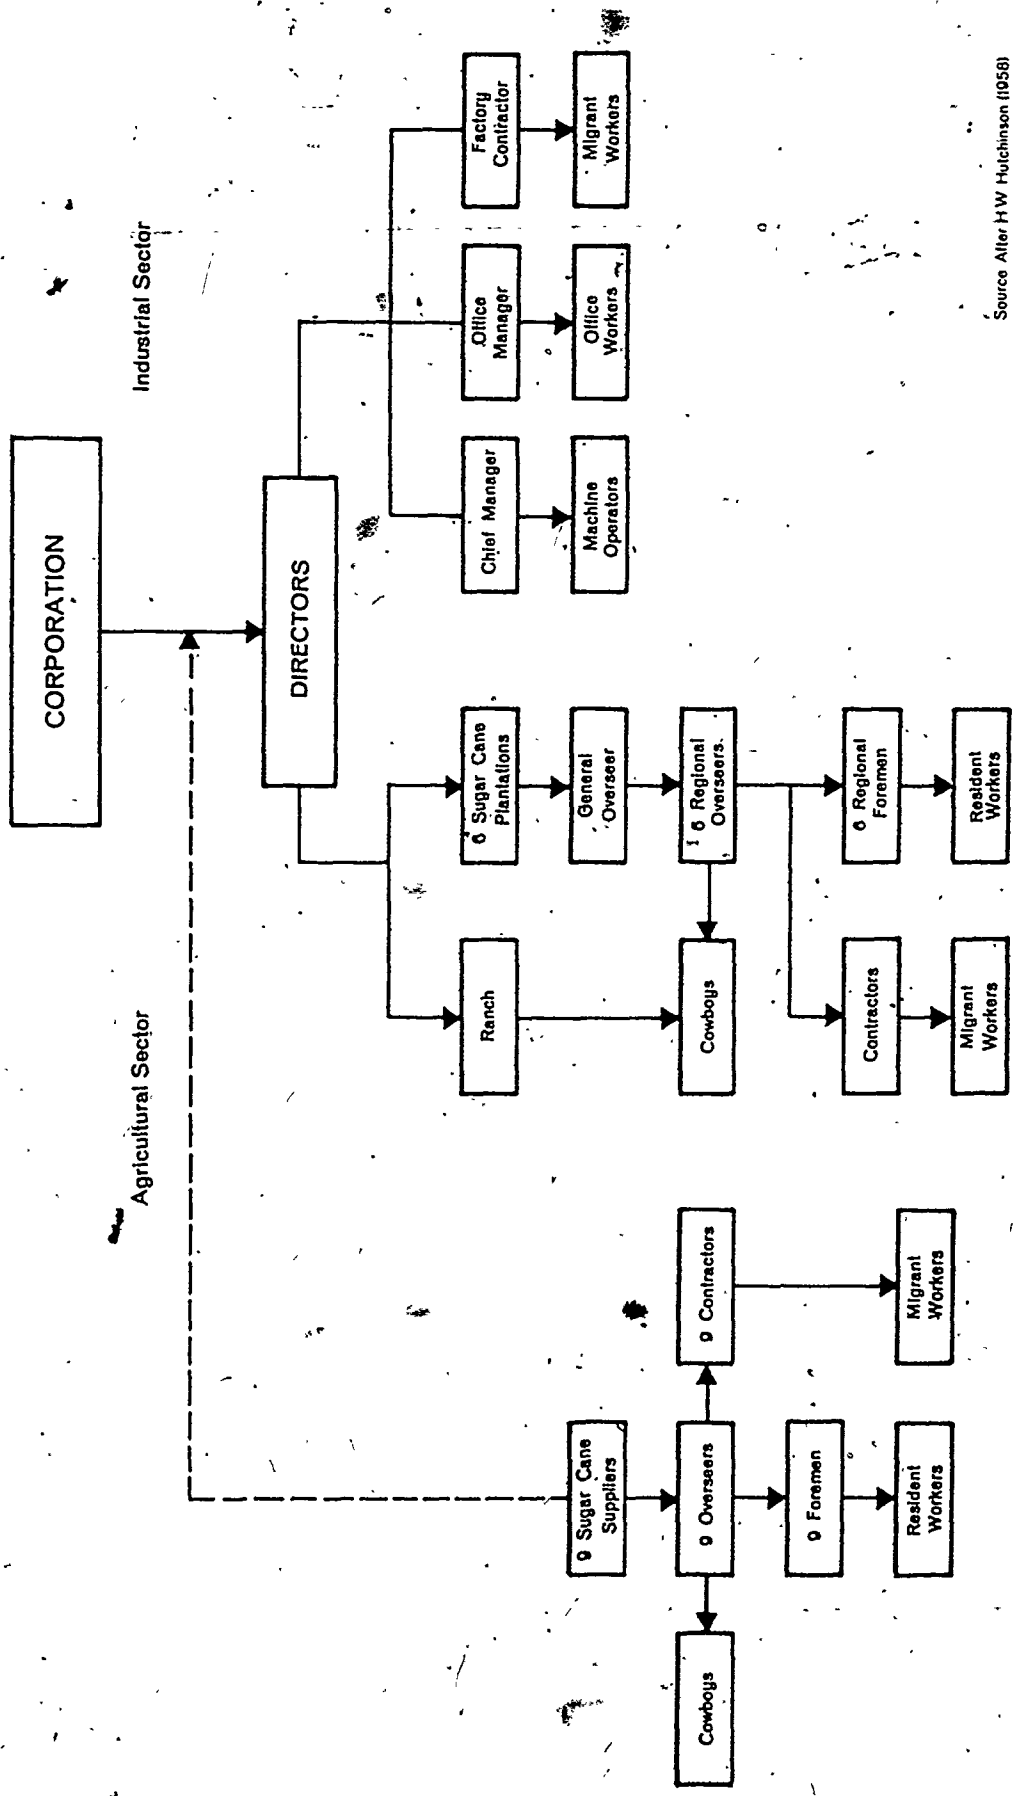 CORPORATION
Agricultural Sector
Industrial Sector
DIRECTORS
Ranch
6 Sugar Cane
Plantations
Chief Manager
Office
Manager
Factory
Contractor
9 Sugar Cane
Suppliers
General
Overseer
Machine
Operators
Office
Workers
Migrant
Workers
Cowboys
9 Overseers
9 Contractors
Cowboys
6 Regional
Overseers
9 Foremen
Contractors
6 Regional
Foremen
Resident
Workers
Migrant
Workers
Migrant
Workers
Resident
Workers
Source After H W Hutchinson (1958)